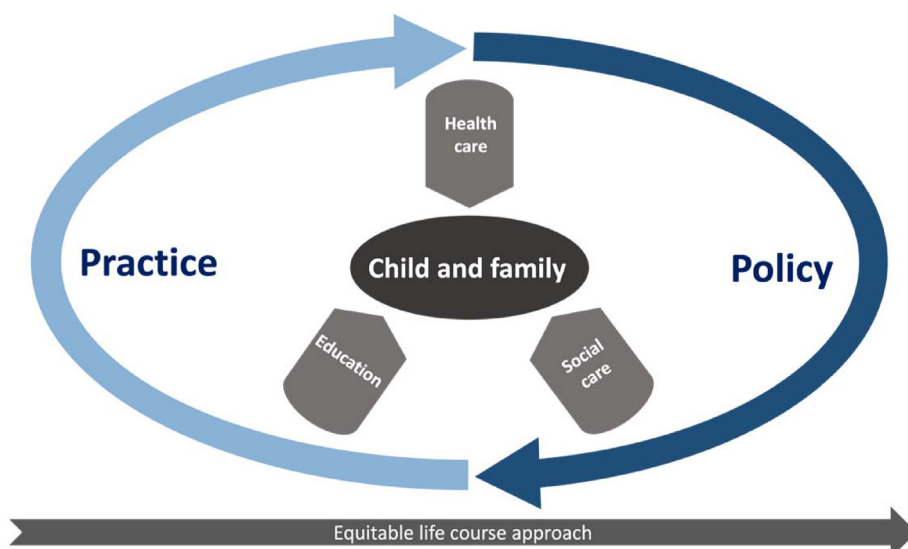 Health
care
Practice
Child and family
Policy
Education
Social
care
Equitable life course approach